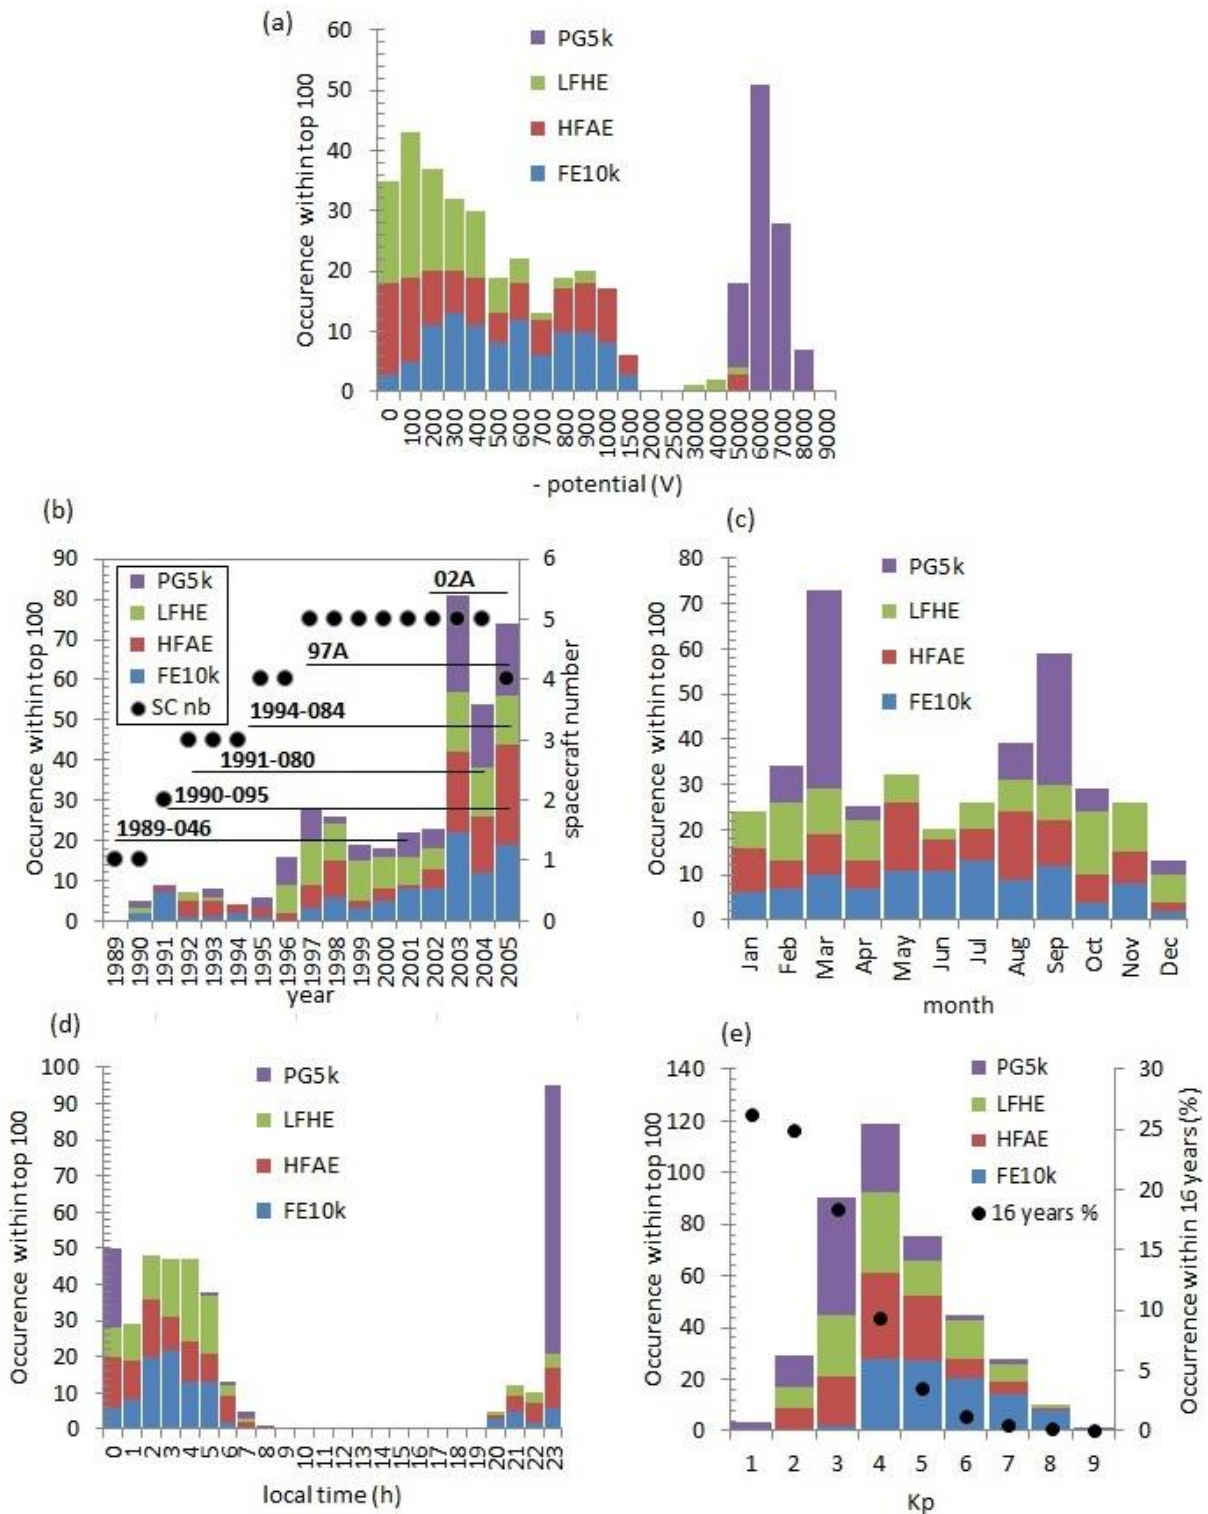 (a)
60
50
40
30
20
10
0
Occurence within top 100
PG5k
LFHE
HFAE
FE10k
0 100 200 300 400 500 600 700 800 900 1000 1500 2000 2500 3000 4000 5000 6000 7000 8000 9000
- potential (V)
(b)
90
80
70
60
50
40
30
20
10
0
Occurence within top 100
PG5k
LFHE
HFAE
FE10k
SC nb
02A
97A
1994-084
1991-080
1990-095
1989-046
6
5
4
3
2
1
0
spacecraft number
1989 1990 1991 1992 1993 1994 1995 1996 1997 1998 1999 2000 2001 2002 2003 2004 2005
year
(c)
80
70
60
50
40
30
20
10
0
Occurence within top 100
PG5k
LFHE
HFAE
FE10k
Jan Feb Mar Apr May Jun Jul Aug Sep Oct Nov Dec
month
(d)
100
90
80
70
60
50
40
30
20
10
0
Occurence within top 100
PG5k
LFHE
HFAE
FE10k
0 1 2 3 4 5 6 7 8 9 10 11 12 13 14 15 16 17 18 19 20 21 22 23
local time (h)
(e)
140
120
100
80
60
40
20
0
Occurence within top 100
PG5k
LFHE
HFAE
FE10k
16 years %
30
25
20
15
10
5
0
Occurrence within 16 years (%)
1 2 3 4 5 6 7 8 9
Kp